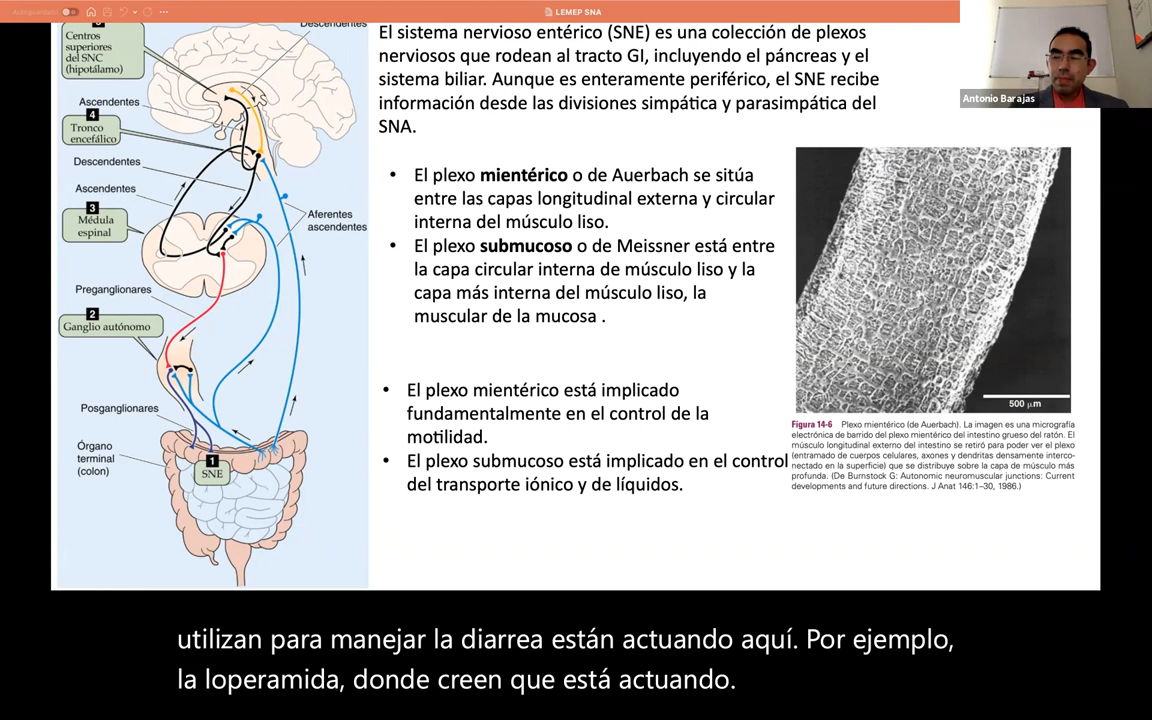 Autoguardado
LEMEP SNA
Antonio Barajas
5
Centros
superiores
del SNC
(hipotálamo)
Descendentes
Ascendentes
4
Tronco
encefálico
Descendentes
Ascendentes
3
Médula
espinal
Aferentes
ascendentes
Preganglionares
2
Ganglio autónomo
Posganglionares
Órgano
terminal
(colon)
1
SNE
El sistema nervioso entérico (SNE) es una colección de plexos
nerviosos que rodean al tracto GI, incluyendo el páncreas y el
sistema biliar. Aunque es enteramente periférico, el SNE recibe
información desde las divisiones simpática y parasimpática del
SNA.
• El plexo mientérico o de Auerbach se sitúa
entre las capas longitudinal externa y circular
interna del músculo liso.
• El plexo submucoso o de Meissner está entre
la capa circular interna de músculo liso y la
capa más interna del músculo liso, la
muscular de la mucosa .
• El plexo mientérico está implicado
fundamentalmente en el control de la
motilidad.
• El plexo submucoso está implicado en el control
del transporte iónico y de líquidos.
500 μm
Figura 14-6 Plexo mientérico (de Auerbach). La imagen es una micrografía
electrónica de barrido del plexo mientérico del intestino grueso del ratón. El
músculo longitudinal externo del intestino se retiró para poder ver el plexo
(entramado de cuerpos celulares, axones y dendritas densamente interco-
nectado en la superficie) que se distribuye sobre la capa de músculo más
profunda. (De Burnstock G: Autonomic neuromuscular junctions: Current
developments and future directions. J Anat 146:1–30, 1986.)
utilizan para manejar la diarrea están actuando aquí. Por ejemplo,
la loperamida, donde creen que está actuando.